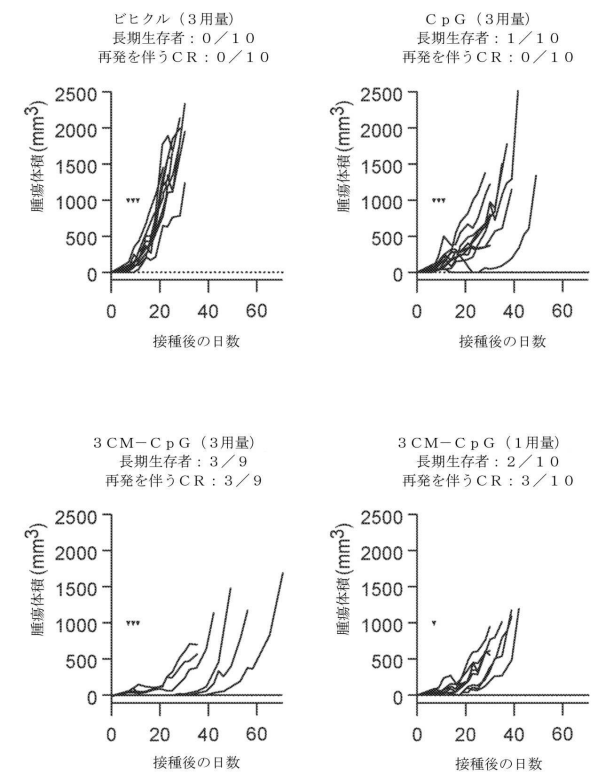 ビヒクル（３用量）
長期生存者：０／１０
再発を伴うＣＲ：０／１０
腫瘍体積(mm3)
2500
2000
1500
1000
500
0
0 20 40 60
接種後の日数
ＣｐＧ（３用量）
長期生存者：１／１０
再発を伴うＣＲ：０／１０
腫瘍体積(mm3)
2500
2000
1500
1000
500
0
0 20 40 60
接種後の日数
３ＣＭ－ＣｐＧ（３用量）
長期生存者：３／９
再発を伴うＣＲ：３／９
腫瘍体積(mm3)
2500
2000
1500
1000
500
0
0 20 40 60
接種後の日数
３ＣＭ－ＣｐＧ（１用量）
長期生存者：２／１０
再発を伴うＣＲ：３／１０
腫瘍体積(mm3)
2500
2000
1500
1000
500
0
0 20 40 60
接種後の日数